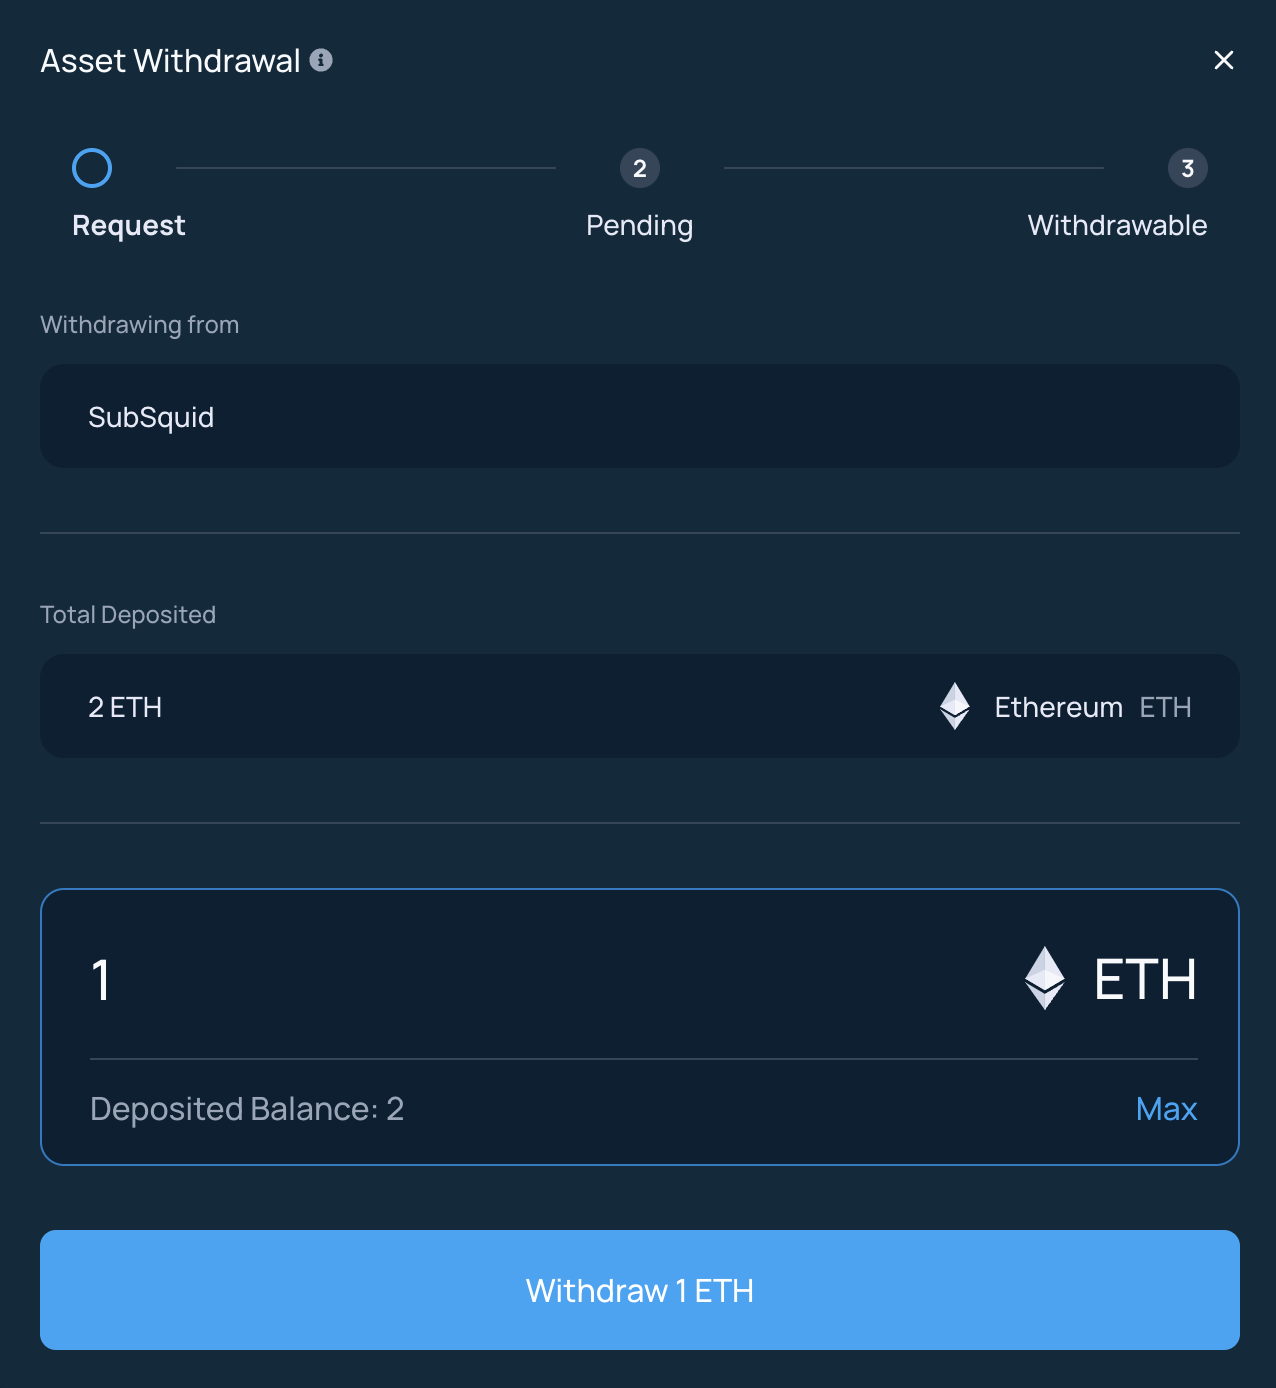 Asset Withdrawal
2
3
Request
Pending
Withdrawable
Withdrawing from
SubSquid
Total Deposited
2 ETH
Ethereum ETH
1
ETH
Deposited Balance: 2
Max
Withdraw 1 ETH